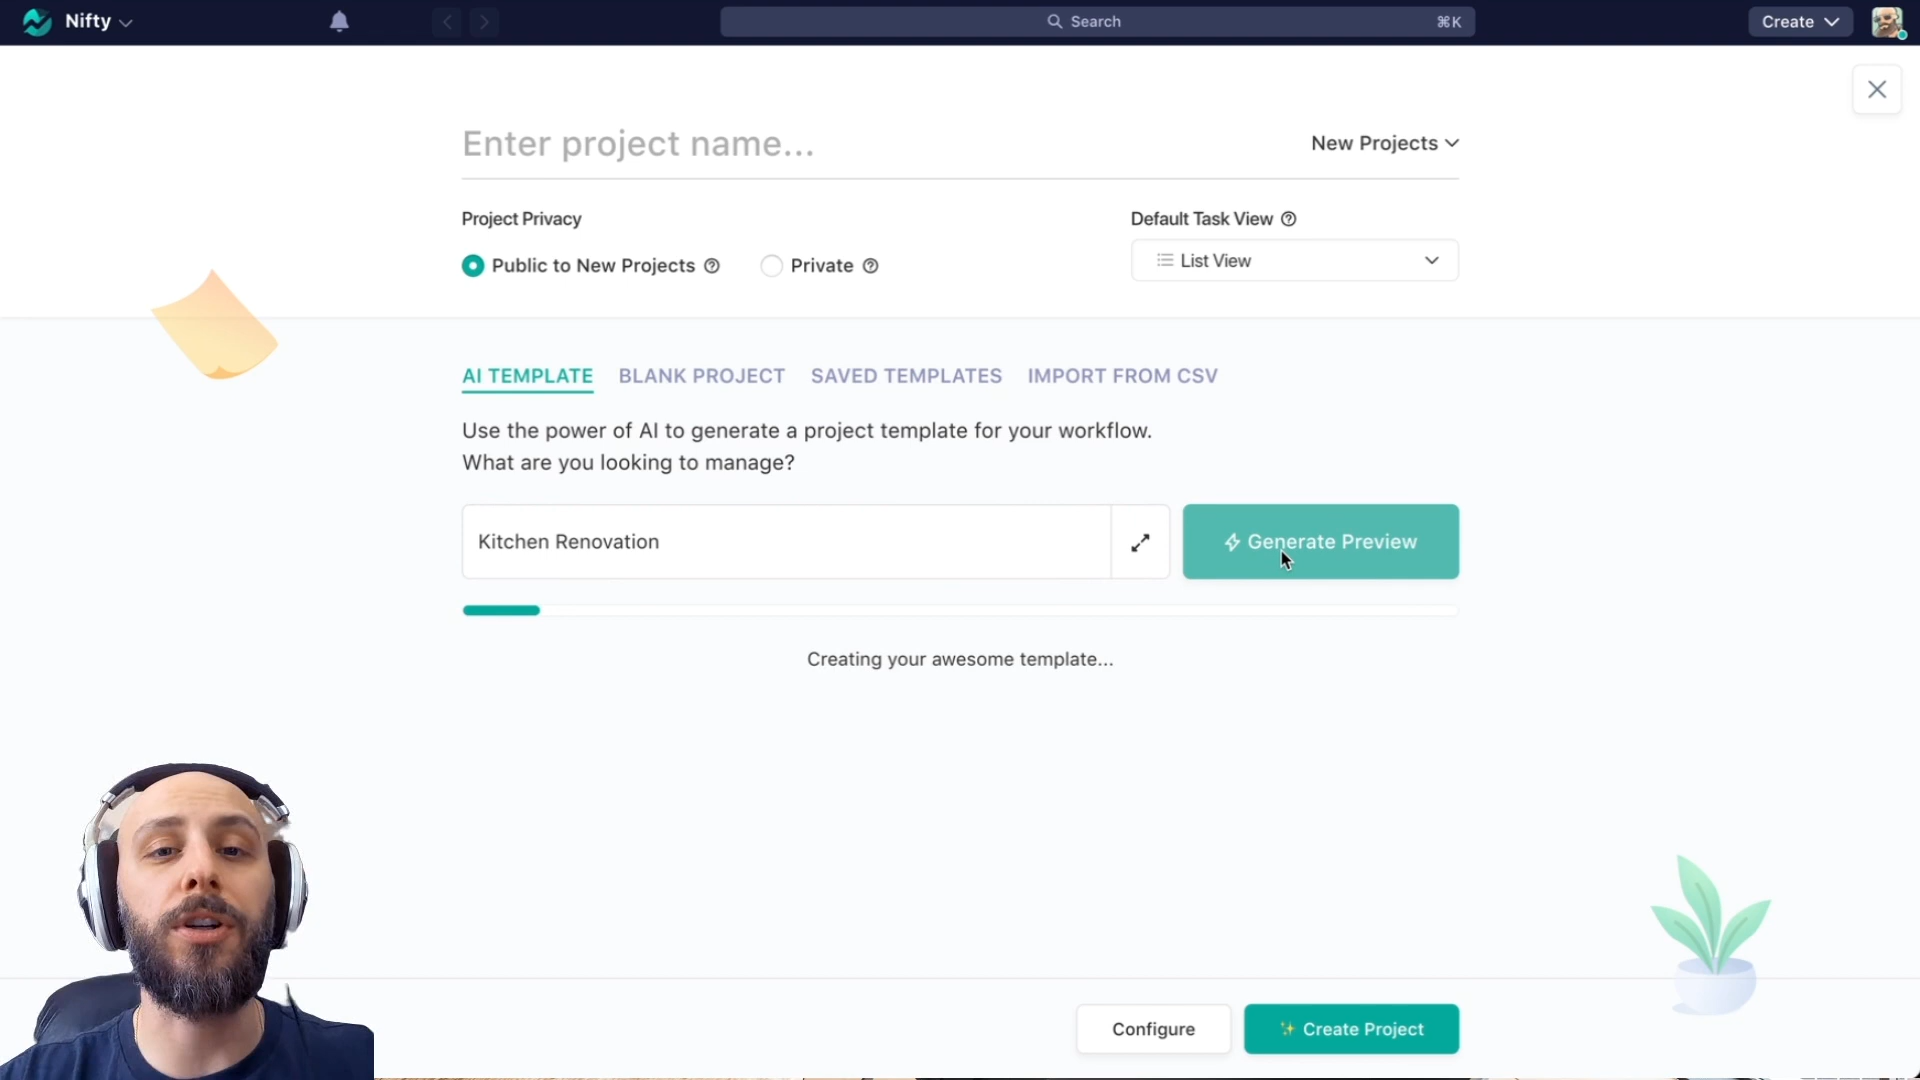 Nifty
Search
⌘K
Create
Enter project name...
New Projects
Project Privacy
Default Task View
Public to New Projects
Private
List View
AI TEMPLATE
BLANK PROJECT
SAVED TEMPLATES
IMPORT FROM CSV
Use the power of AI to generate a project template for your workflow.
What are you looking to manage?
Kitchen Renovation
Generate Preview
Creating your awesome template...
Configure
Create Project